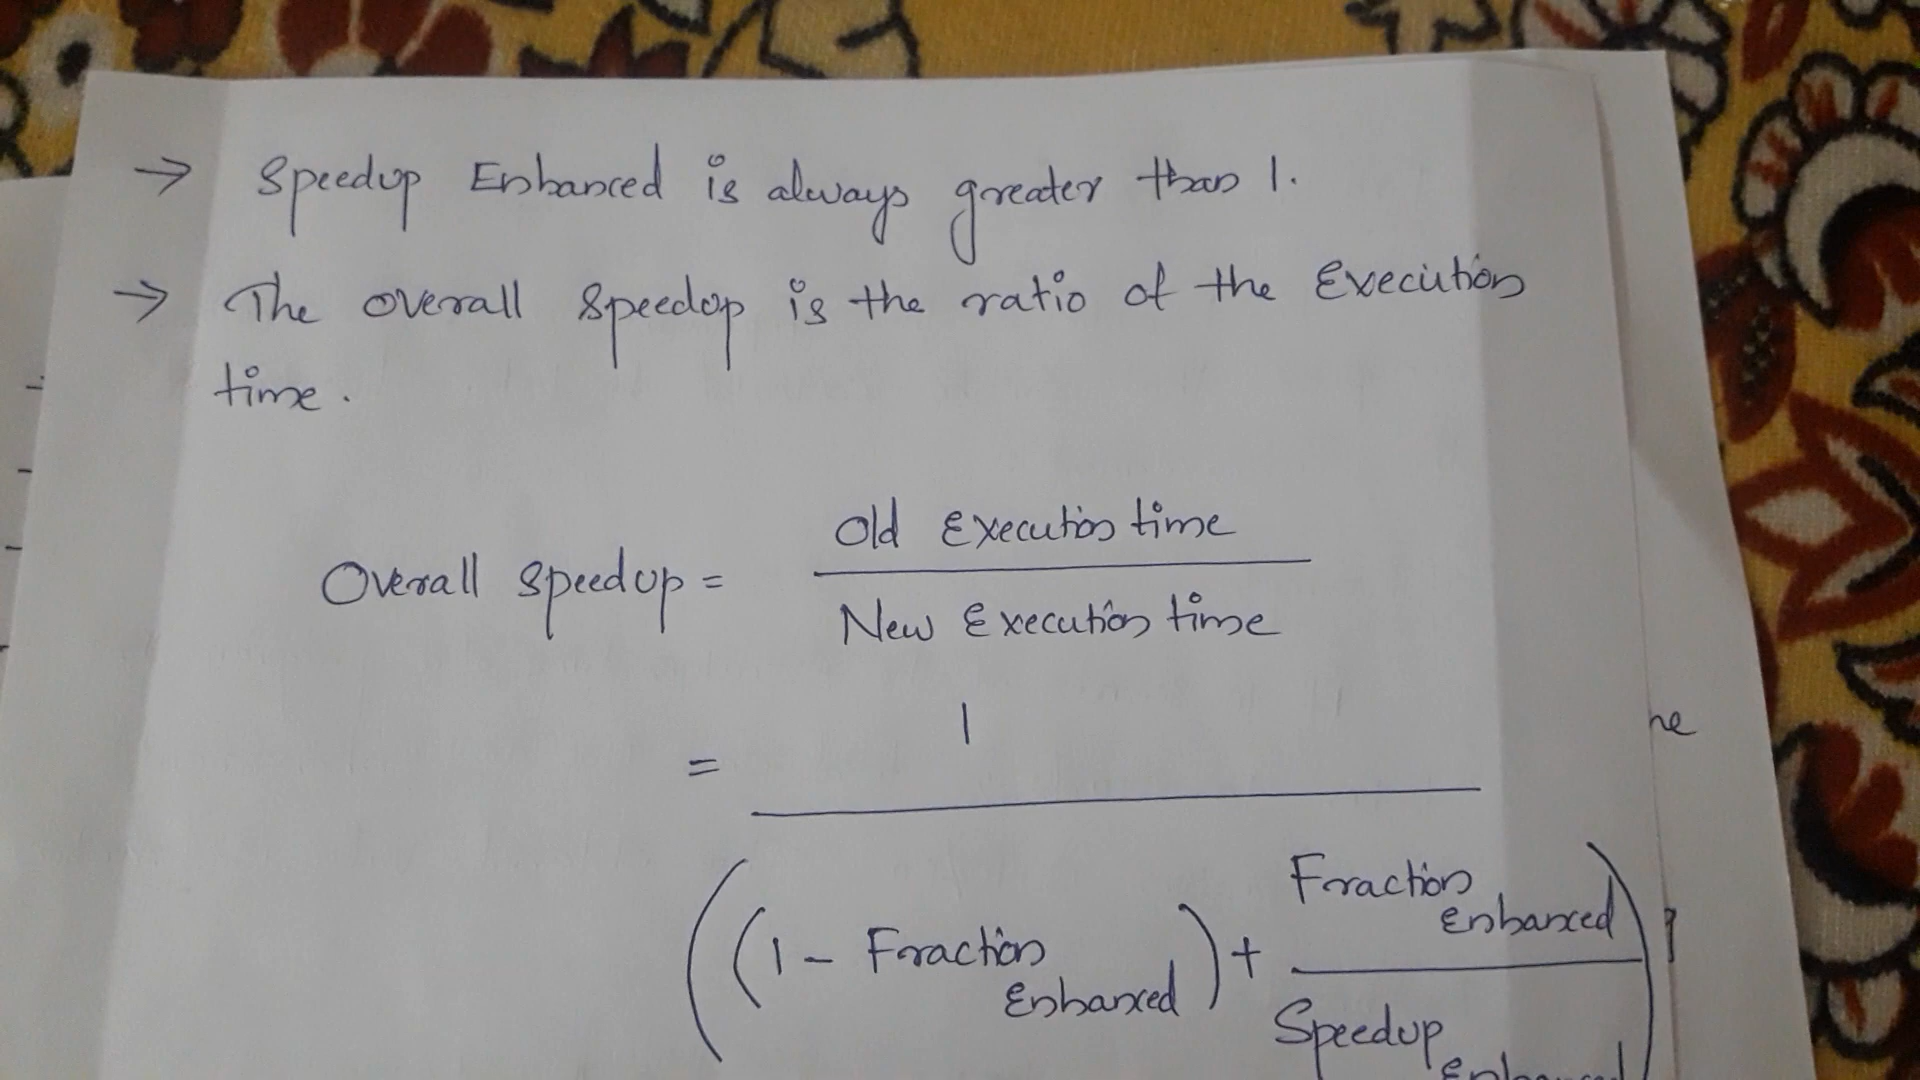 → Speedup Enhanced is always greater than 1.
→ The overall speedup is the ratio of the Execution
time.
Overall speedup = Old Execution time
New Execution time
= 1
((1 - Fraction Enhanced) + Fraction Enhanced)
Speedup Enhanced